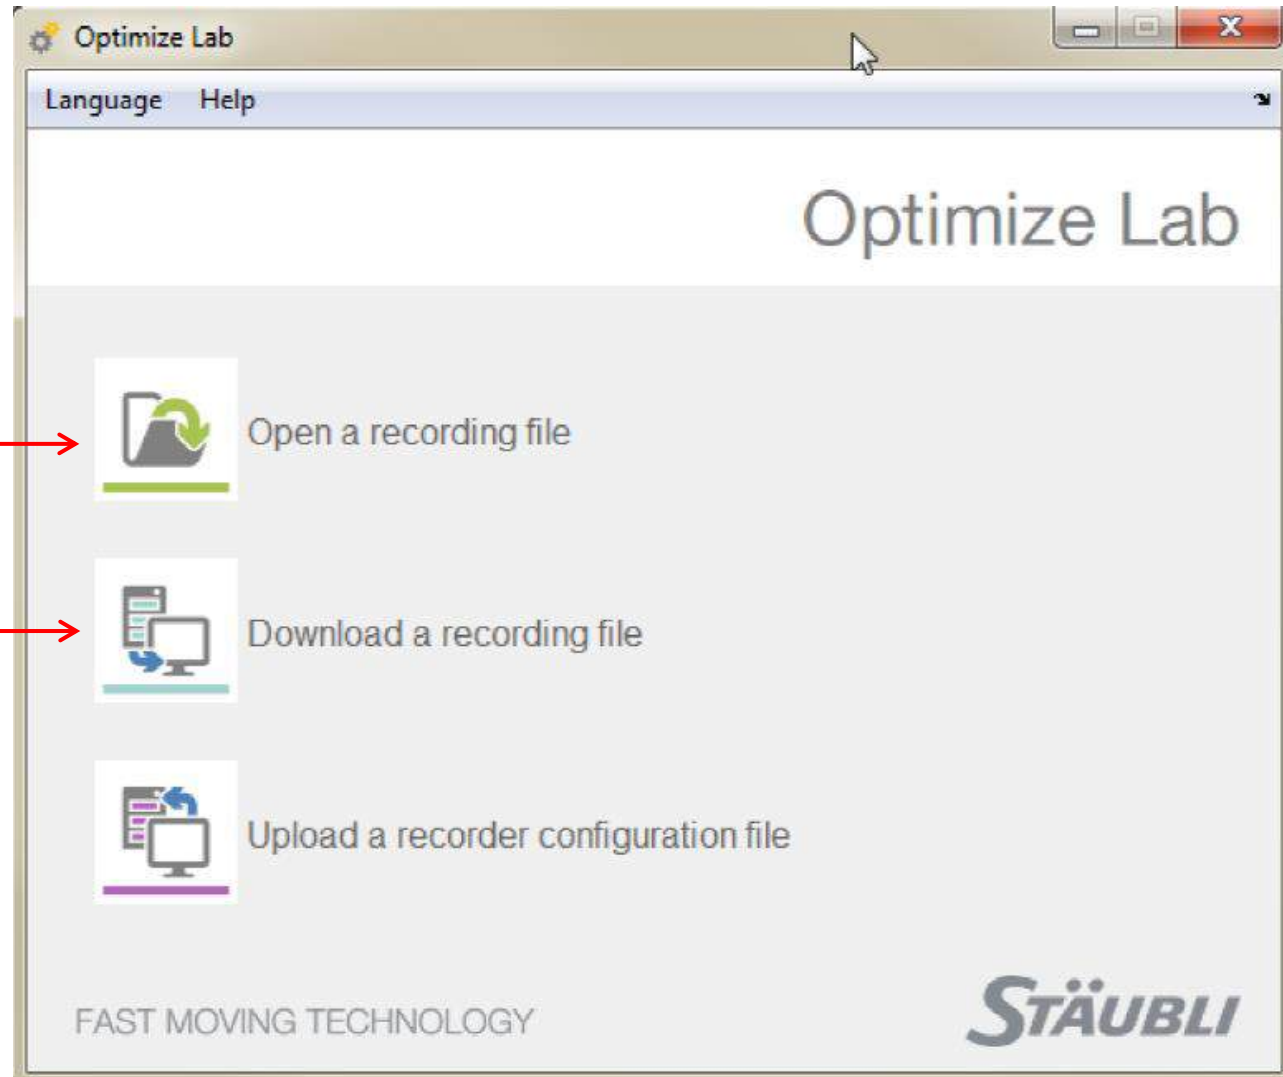 Optimize Lab
Language Help
Optimize Lab
Open a recording file
Download a recording file
Upload a recorder configuration file
FAST MOVING TECHNOLOGY
STÄUBLI